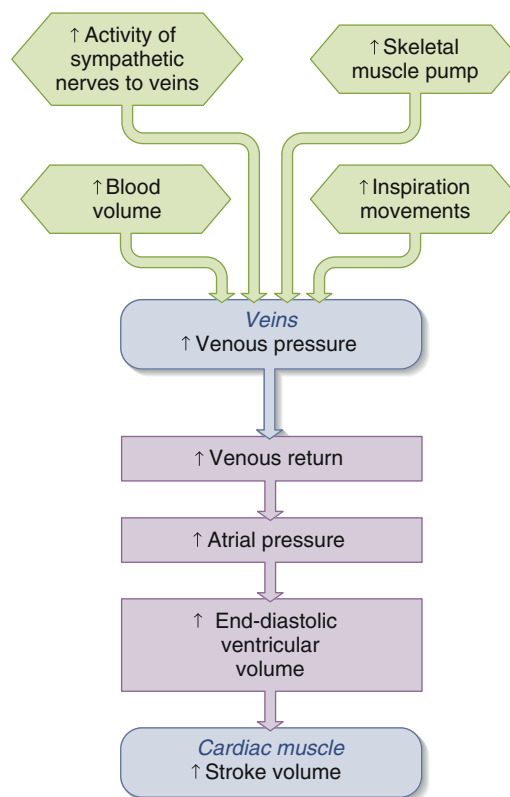 ↑ Activity of
sympathetic
nerves to veins
↑ Skeletal
muscle pump
↑ Blood
volume
↑ Inspiration
movements
Veins
↑ Venous pressure
↑ Venous return
↑ Atrial pressure
↑ End-diastolic
ventricular
volume
Cardiac muscle
↑ Stroke volume